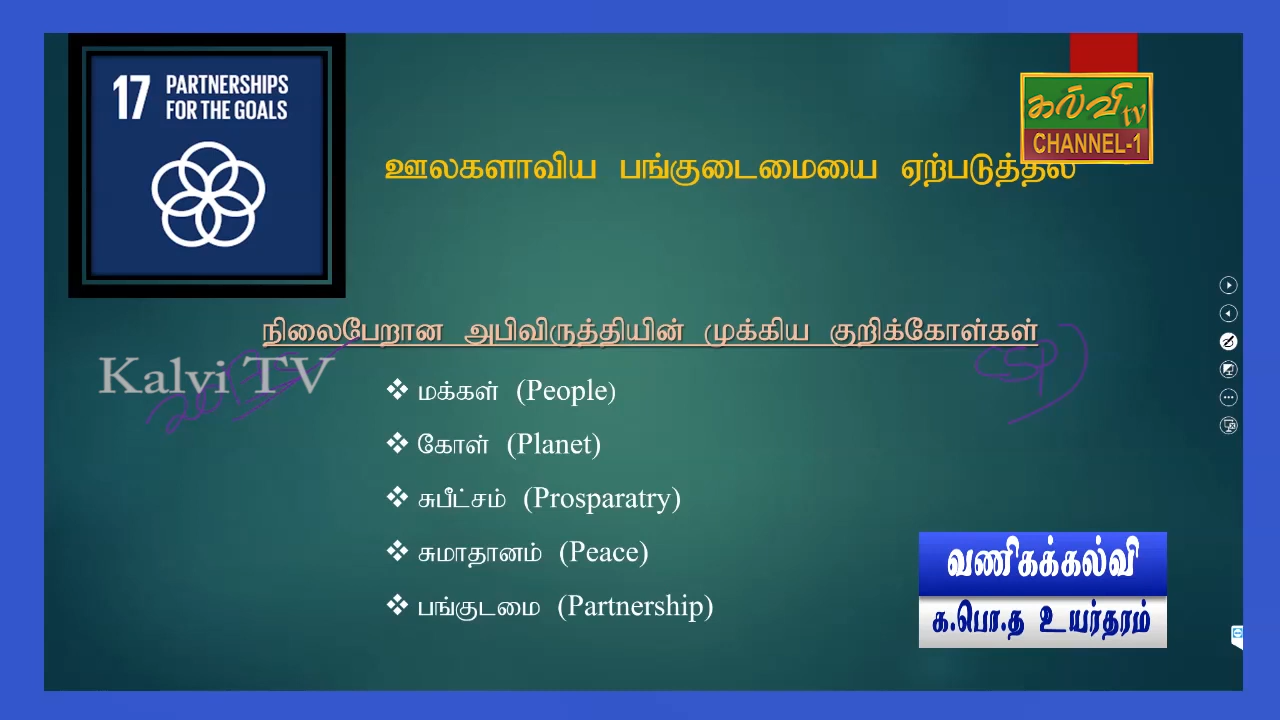 17 PARTNERSHIPS
FOR THE GOALS
கல்வி tv
CHANNEL-1
ஊலகளாவிய பங்குடைமையை ஏற்படுத்தல்
நிலைபேறான அபிவிருத்தியின் முக்கிய குறிக்கோள்கள்
Kalvi TV
❖ மக்கள் (People)
❖ கோள் (Planet)
❖ சுபீட்சம் (Prosparatry)
❖ சுமாதானம் (Peace)
❖ பங்குடமை (Partnership)
வணிகக்கல்வி
க.பொ.த உயர்தரம்